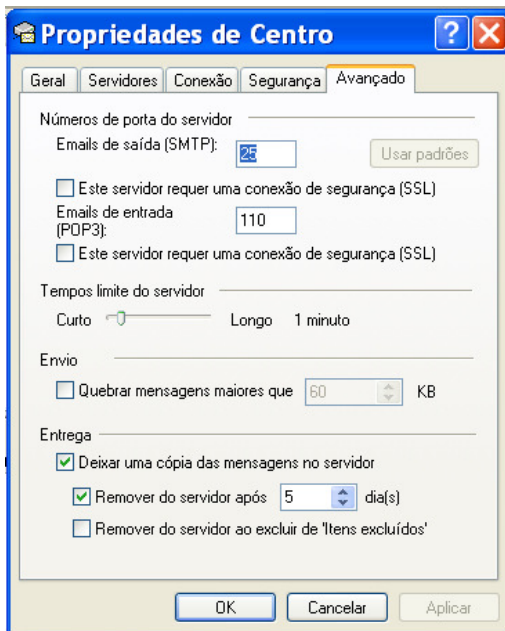 Propriedades de Centro
Geral Servidores Conexão Segurança Avançado
Números de porta do servidor
Emails de saída (SMTP): 25 Usar padrões
Este servidor requer uma conexão de segurança (SSL)
Emails de entrada
(POP3): 110
Este servidor requer uma conexão de segurança (SSL)
Tempos limite do servidor
Curto Longo 1 minuto
Envio
Quebrar mensagens maiores que 60 KB
Entrega
Deixar uma cópia das mensagens no servidor
Remover do servidor após 5 dia(s)
Remover do servidor ao excluir de 'Itens excluídos'
OK Cancelar Aplicar